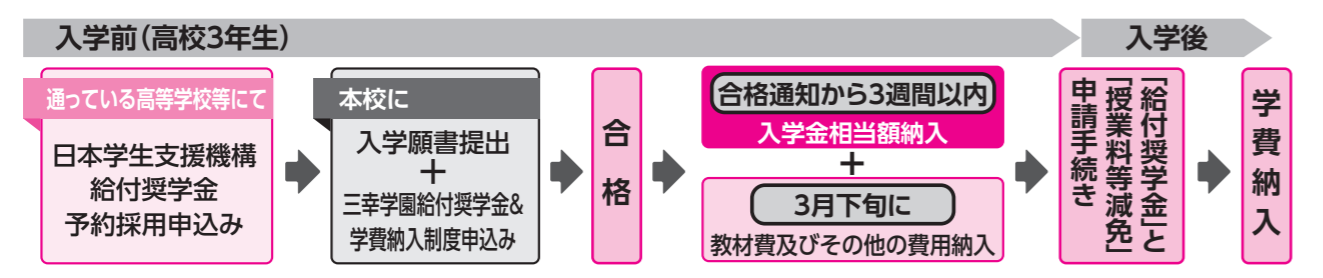 入学前（高校3年生）
入学後
通っている高等学校等にて
日本学生支援機構
給付奨学金
予約採用申込み
本校に
入学願書提出
＋
三幸学園給付奨学金&
学費納入制度申込み
合格
合格通知から3週間以内
入学金相当額納入
＋
3月下旬に
教材費及びその他の費用納入
「給付奨学金」と
「授業料等減免」
申請手続き
学費納入